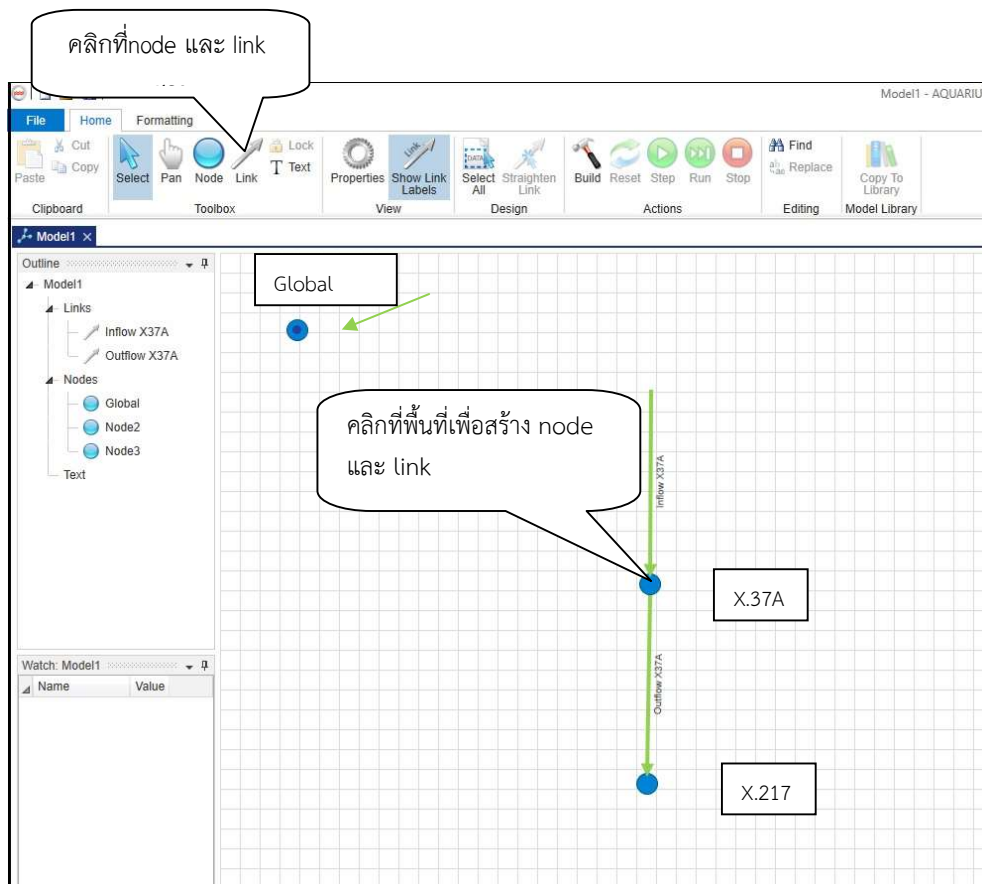 คลิกที่node และ link
Model1 - AQUARIU
File Home Formatting
Paste
Cut
Copy
Clipboard
Select Pan Node Link
Lock
Text
Toolbox
Properties
Link
Show Link
Labels
View
DATA
Select
All
Straighten
Link
Design
Build Reset Step Run Stop
Actions
Find
ab
ac
Replace
Editing
Copy To
Library
Model Library
Model1
Outline
Model1
Links
Inflow X37A
Outflow X37A
Nodes
Global
Node2
Node3
Text
Global
คลิกที่พื้นที่เพื่อสร้าง node
และ link
Inflow X37A
X.37A
Outflow X37A
X.217
Watch: Model1
Name Value